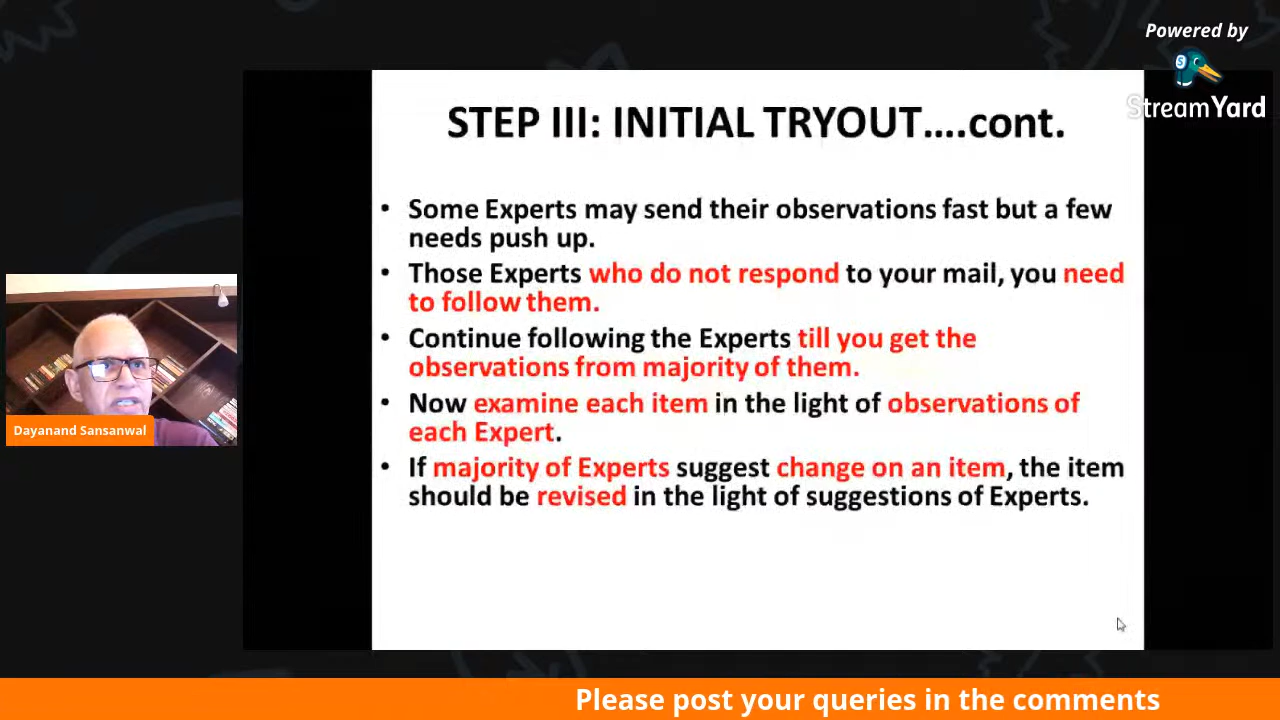 Powered by
S
StreamYard
STEP III: INITIAL TRYOUT....cont.
• Some Experts may send their observations fast but a few
needs push up.
• Those Experts who do not respond to your mail, you need
to follow them.
• Continue following the Experts till you get the
observations from majority of them.
• Now examine each item in the light of observations of
each Expert.
• If majority of Experts suggest change on an item, the item
should be revised in the light of suggestions of Experts.
Dayanand Sansanwal
Please post your queries in the comments